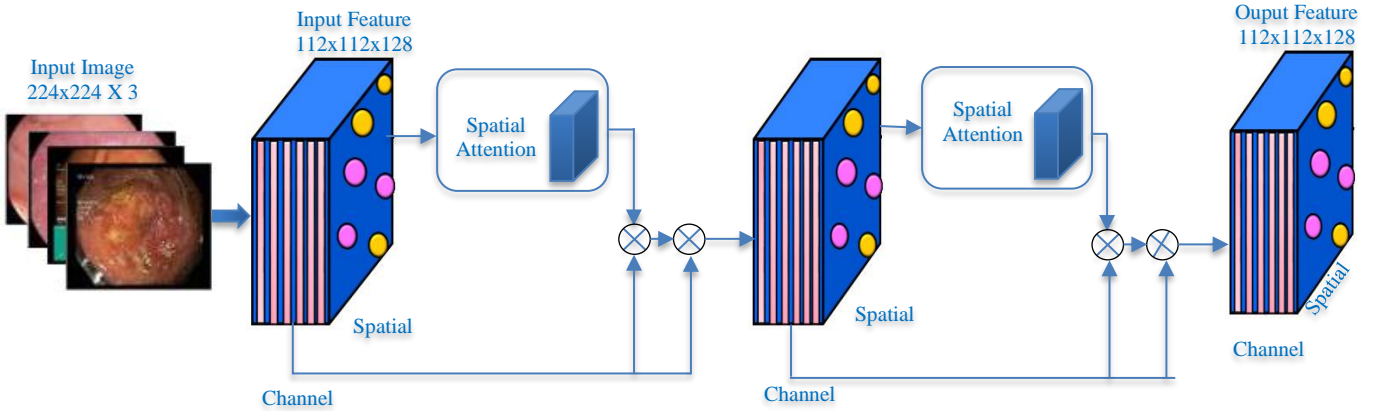 Input Image
224x224 X 3
Input Feature
112x112x128
Spatial
Attention
Spatial
Channel
Spatial
Attention
Spatial
Channel
Ouput Feature
112x112x128
Spatial
Channel